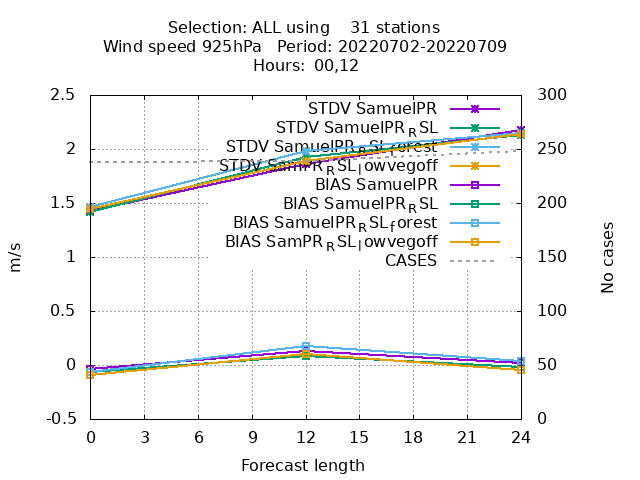 Selection: ALL using    31 stations
Wind speed 925hPa   Period: 20220702-20220709
Hours:  00,12
2.5
2
1.5
1
0.5
0
-0.5
300
250
200
150
100
50
0
0 3 6 9 12 15 18 21 24
m/s
No cases
Forecast length
STDV SamuelPR
STDV SamuelPR_RSL
STDV SamuelPR_RSL_forest
STDV SamPR_RSL_lowvegoff
BIAS SamuelPR
BIAS SamuelPR_RSL
BIAS SamuelPR_RSL_forest
BIAS SamPR_RSL_lowvegoff
CASES